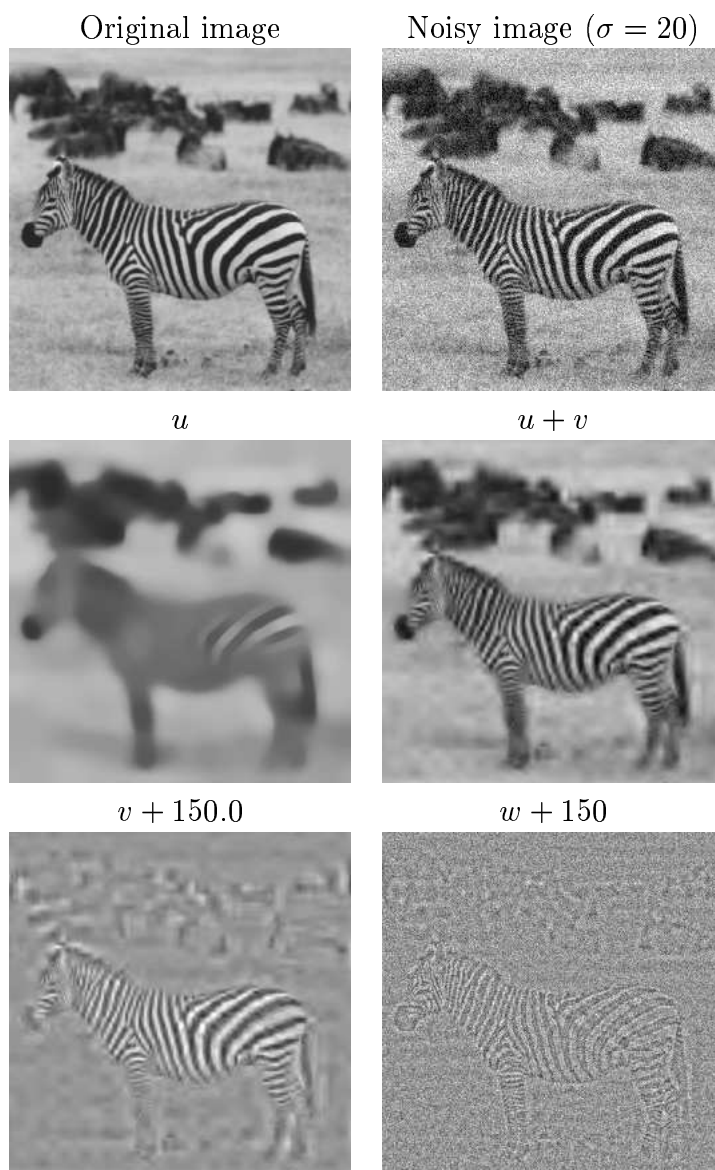 Original image
Noisy image (σ = 20)
u
u + v
v + 150.0
w + 150